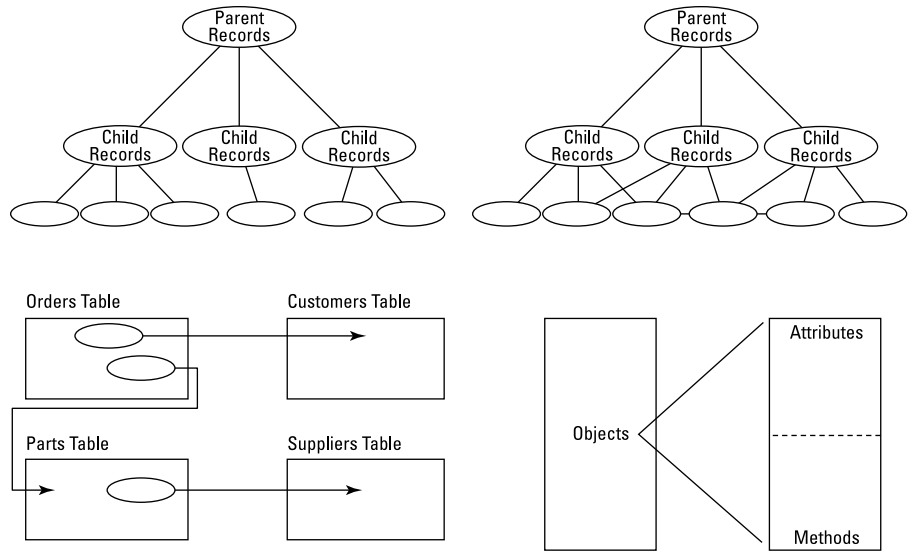 Parent
Records
Parent
Records
Child
Records
Child
Records
Child
Records
Child
Records
Child
Records
Child
Records
Orders Table
Customers Table
Parts Table
Suppliers Table
Objects
Attributes
Methods